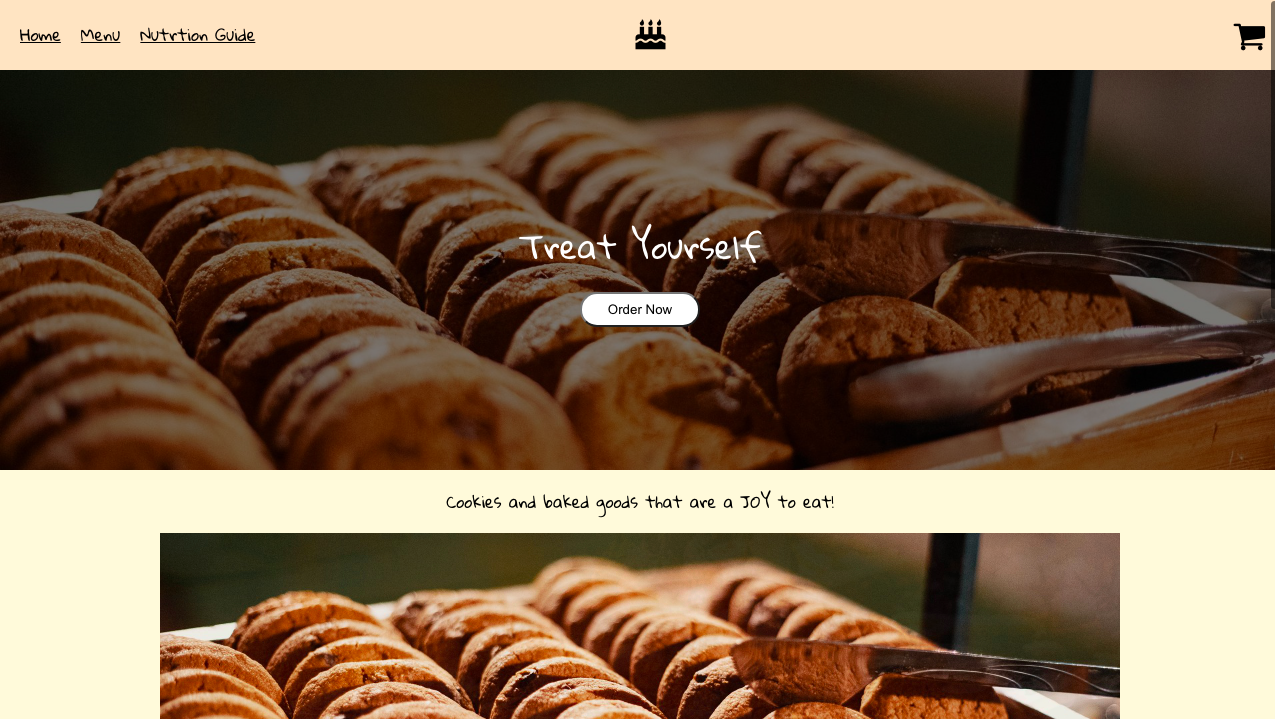 Home Menu Nutrtion Guide
Treat Yourself
Order Now
Cookies and baked goods that are a JOY to eat!